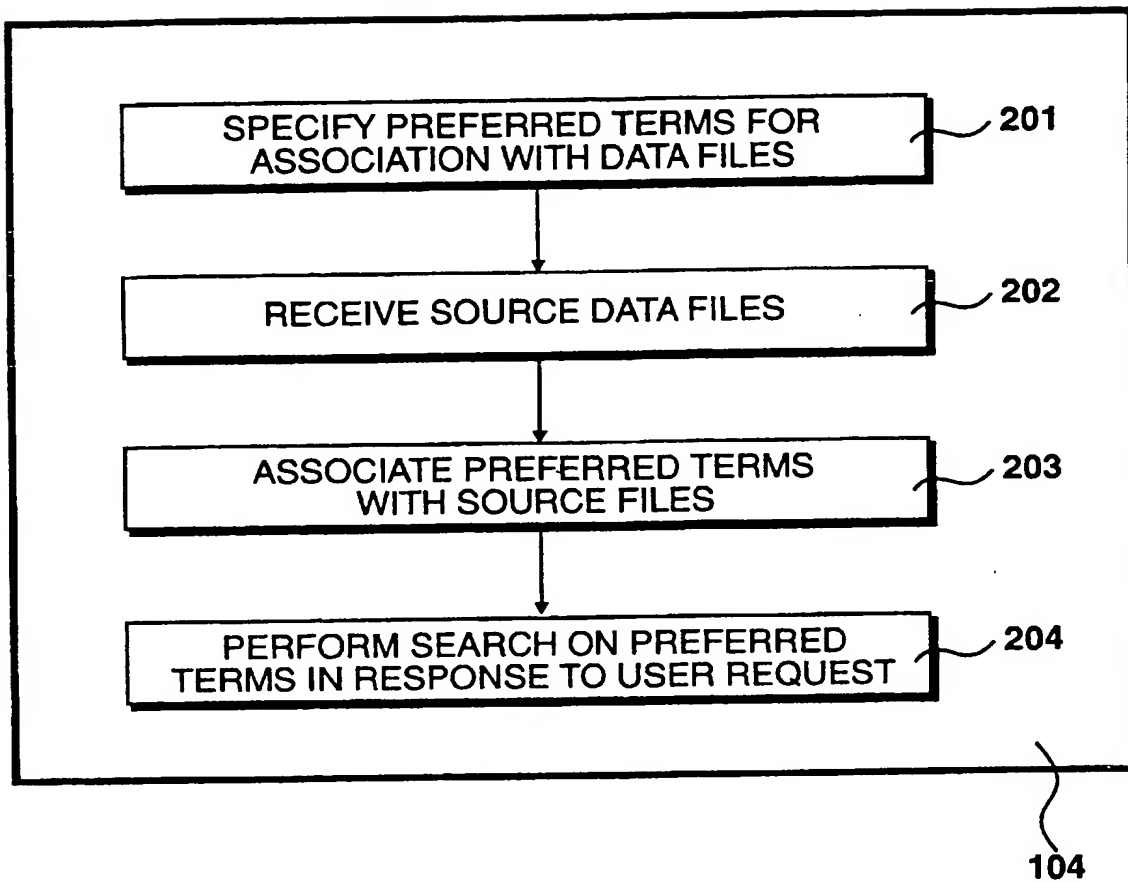 SPECIFY PREFERRED TERMS FOR
ASSOCIATION WITH DATA FILES
201
RECEIVE SOURCE DATA FILES
202
ASSOCIATE PREFERRED TERMS
WITH SOURCE FILES
203
PERFORM SEARCH ON PREFERRED
TERMS IN RESPONSE TO USER REQUEST
204
104